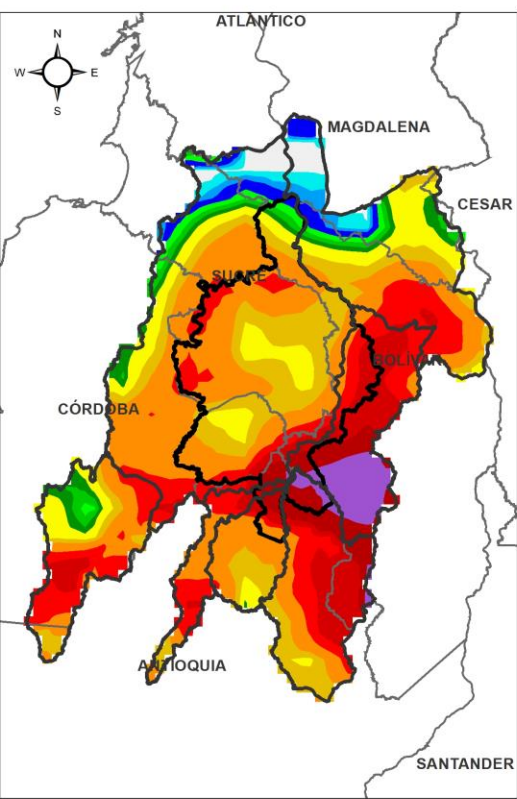 ATLÁNTICO
N
W
E
S
MAGDALENA
CESAR
SUCRE
BOLÍVAR
CÓRDOBA
ANTIOQUIA
SANTANDER